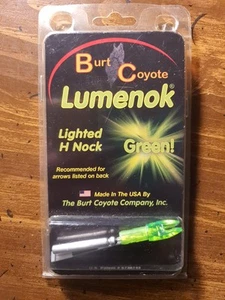 Burt Coyote
Lumenok®
Lighted
H Nock
Green!
Recommended for
arrows listed on back
Made In The USA By
The Burt Coyote Company, Inc.